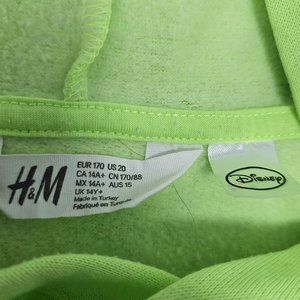 H&M
EUR 170 US 20
CA 14A+ CN 170/88
MX 14A+ AUS 15
UK 14Y+
Made in Turkey
Fabriqué en Turquie
Disney